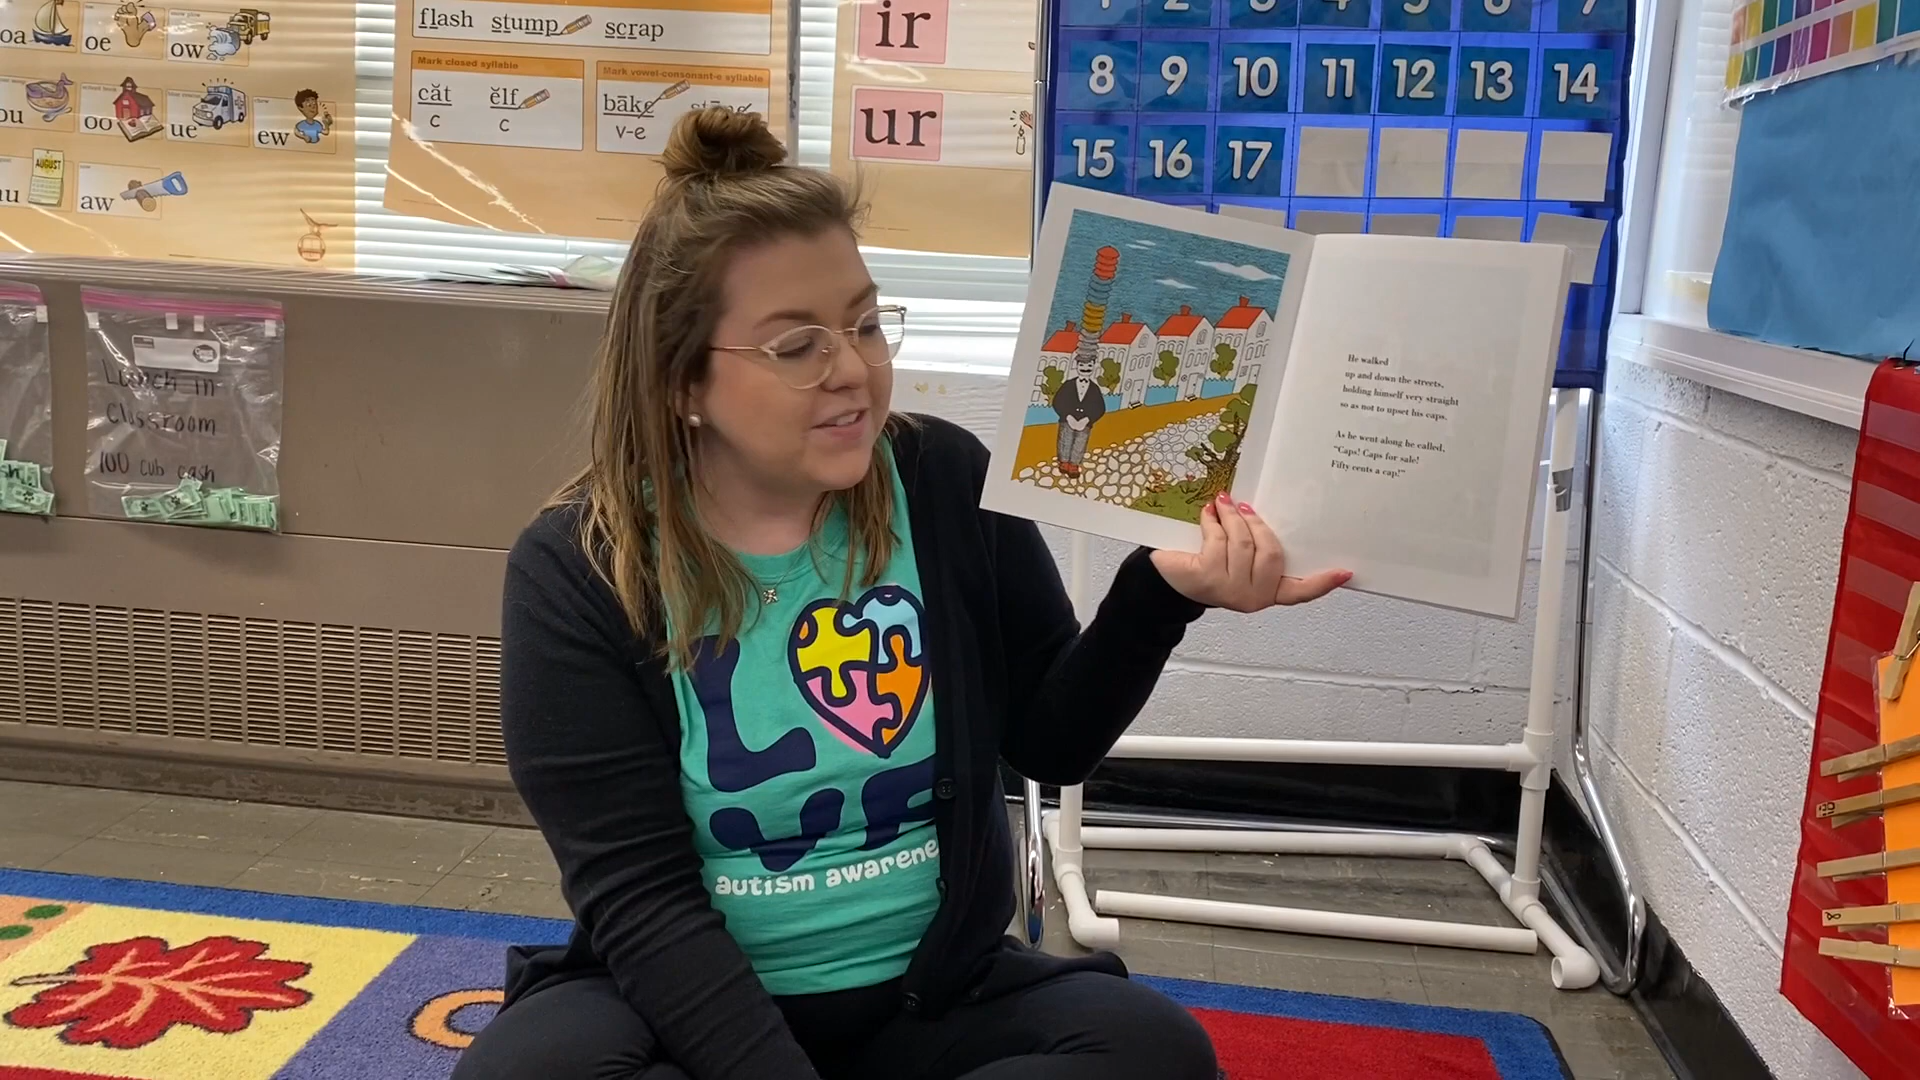 oa
oe
ow
ou
oo
ue
ew
au
aw
flash stump scrap
Mark closed syllable
căt
c
ĕlf
c
Mark vowel-consonant-e syllable
bāke
v-e
ir
ur
8 9 10 11 12 13 14
15 16 17
Lunch in
Classroom
100 cub cash
He walked
up and down the streets,
holding himself very straight
so as not to upset his caps.
As he went along he called,
"Caps! Caps for sale!
Fifty cents a cap!"
LOVE
autism awarene